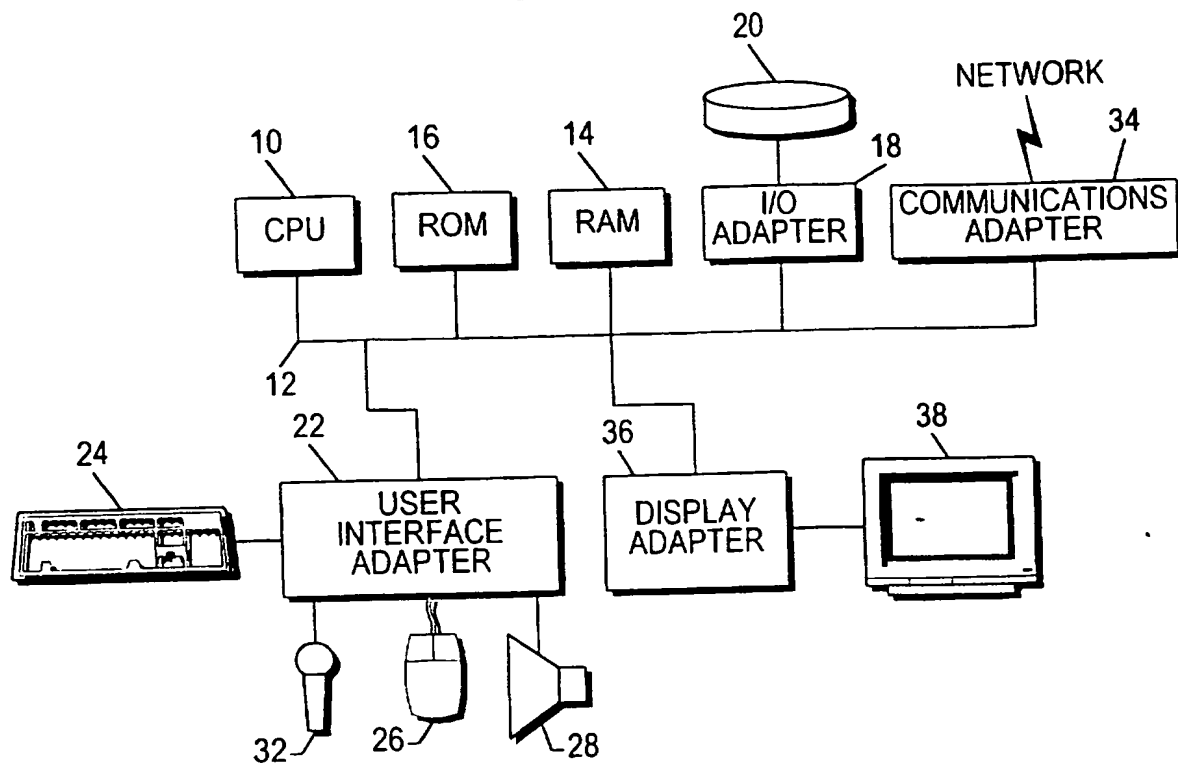 20
NETWORK
10
16
14
18
34
CPU
ROM
RAM
I/O
ADAPTER
COMMUNICATIONS
ADAPTER
12
22
36
38
24
USER
INTERFACE
ADAPTER
DISPLAY
ADAPTER
32
26
28